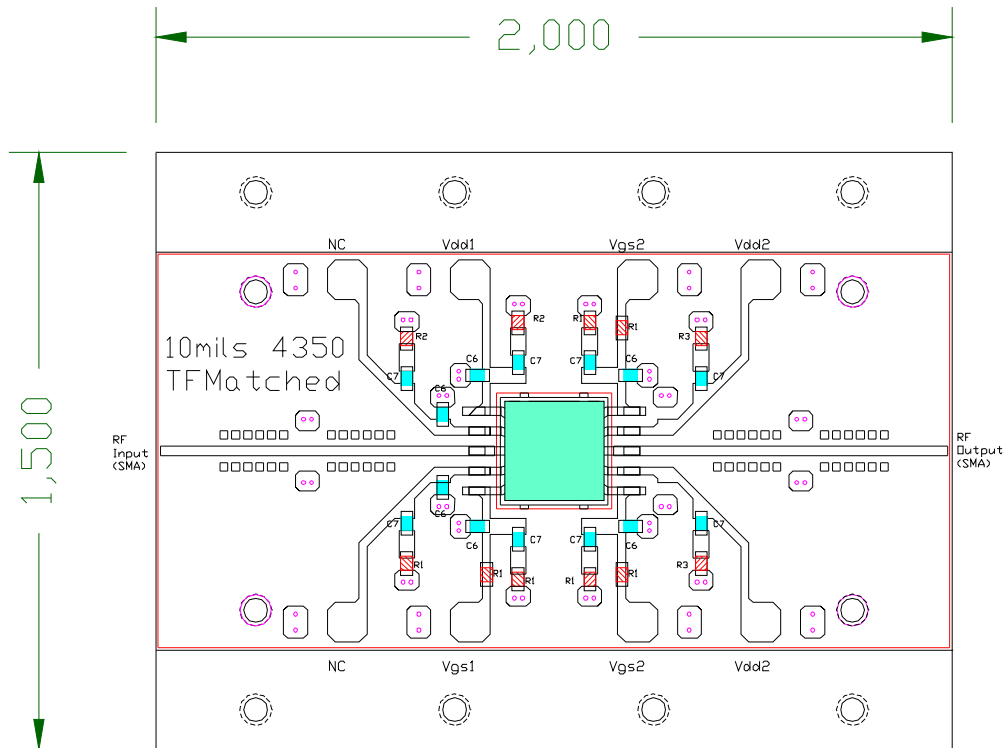 2,000
NC Vdd1 Vgs2 Vdd2
R2 R2 R1 R1 R3
10mils 4350
TFMatched
C6 C7 C7 C6
C7 C7
C6
RF
Input
(SMA)
RF
Output
(SMA)
1,500
C6
C7 C7
C6 C7 C7 C6
R1 R3
R1 R1 R1 R1
NC Vgs1 Vgs2 Vdd2